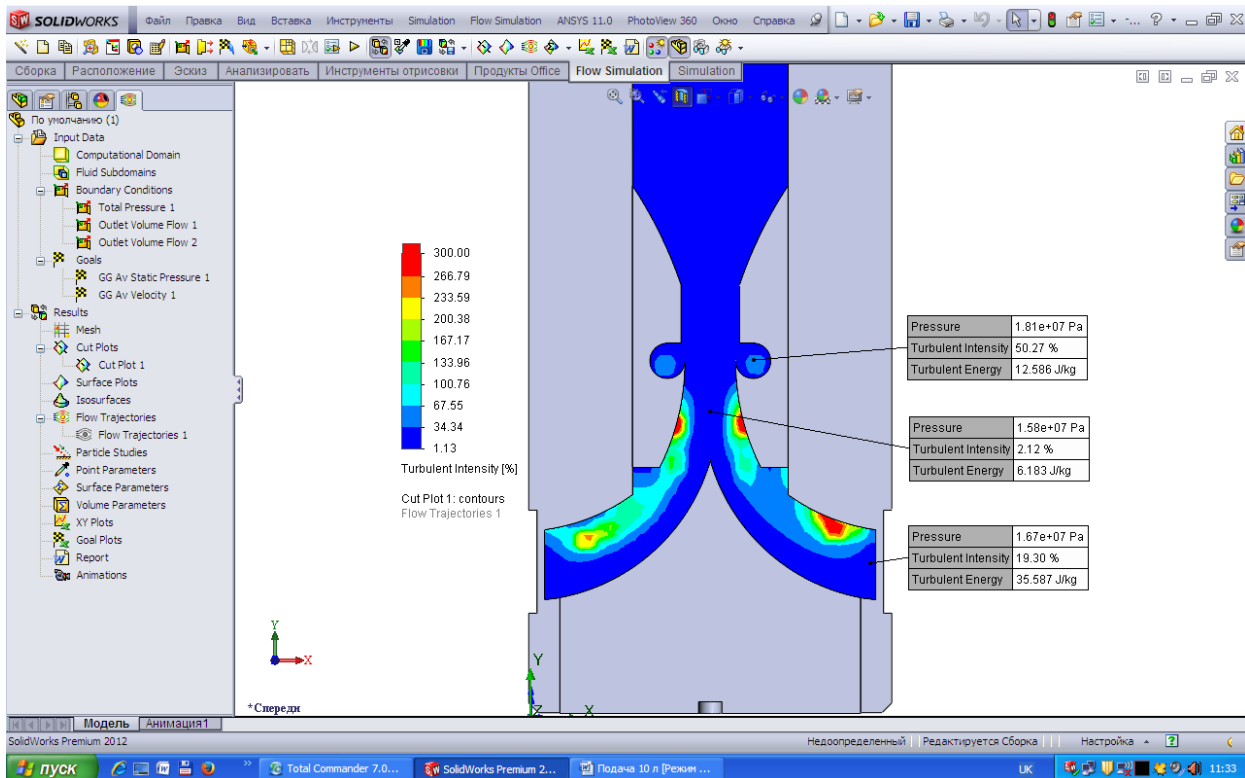 SOLIDWORKS Файл Правка Вид Вставка Инструменты Simulation Flow Simulation ANSYS 11.0 PhotoView 360 Окно Справка
Сборка Расположение Эскиз Анализировать Инструменты отрисовки Продукты Office Flow Simulation Simulation
По умолчанию (1)
Input Data
Computational Domain
Fluid Subdomains
Boundary Conditions
Total Pressure 1
Outlet Volume Flow 1
Outlet Volume Flow 2
Goals
GG Av Static Pressure 1
GG Av Velocity 1
Results
Mesh
Cut Plots
Cut Plot 1
Surface Plots
Isosurfaces
Flow Trajectories
Flow Trajectories 1
Particle Studies
Point Parameters
Surface Parameters
Volume Parameters
XY Plots
Goal Plots
Report
Animations
300.00
266.79
233.59
200.38
167.17
133.96
100.76
67.55
34.34
1.13
Turbulent Intensity [%]
Cut Plot 1: contours
Flow Trajectories 1
Pressure 1.81e+07 Pa
Turbulent Intensity 50.27 %
Turbulent Energy 12.586 J/kg
Pressure 1.58e+07 Pa
Turbulent Intensity 2.12 %
Turbulent Energy 6.183 J/kg
Pressure 1.67e+07 Pa
Turbulent Intensity 19.30 %
Turbulent Energy 35.587 J/kg
Y
X
Y
Z X
*Спереди
Модель Анимация1
SolidWorks Premium 2012 Недоопределенный Редактируется Сборка Настройка
пуск Total Commander 7.0... SolidWorks Premium 2... Подача 10 л [Режим ... UK 11:33